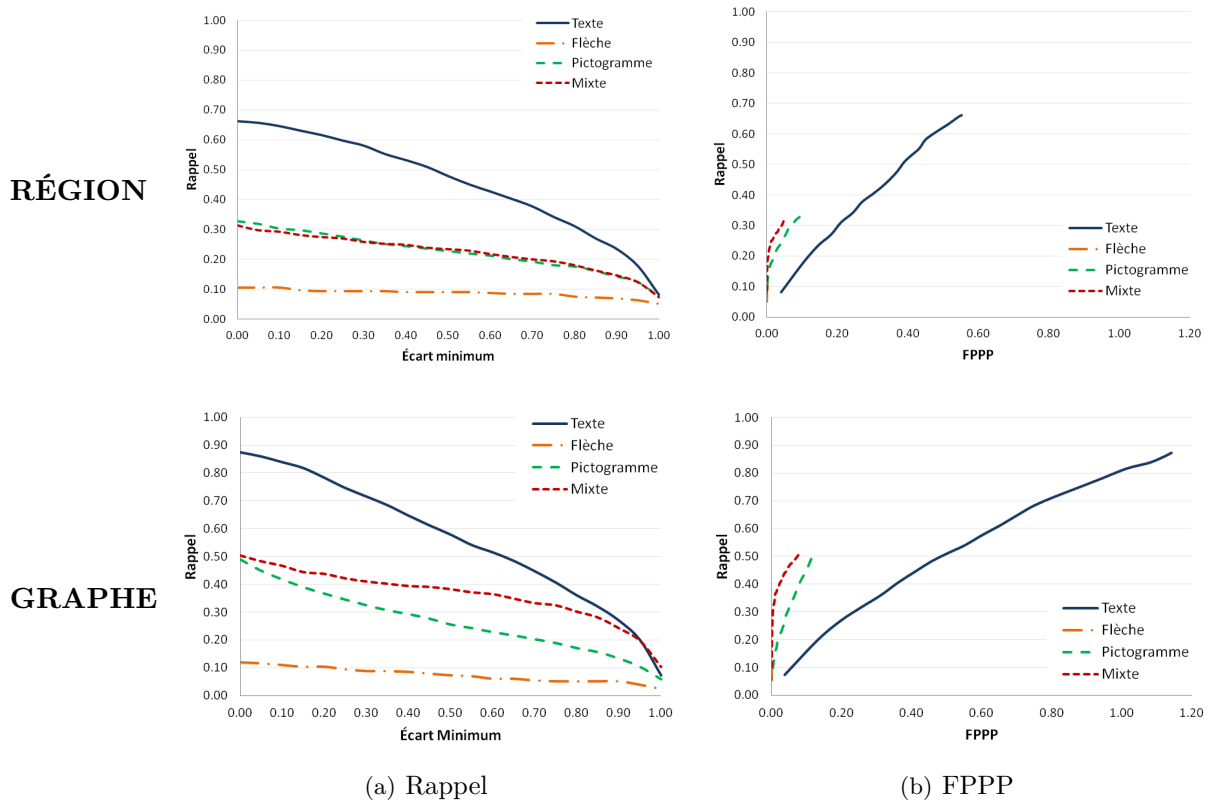 RÉGION
1.00
0.90
0.80
0.70
0.60
0.50
0.40
0.30
0.20
0.10
0.00
Rappel
Texte
Flèche
Pictogramme
Mixte
0.00 0.10 0.20 0.30 0.40 0.50 0.60 0.70 0.80 0.90 1.00
Écart minimum
1.00
0.90
0.80
0.70
0.60
0.50
0.40
0.30
0.20
0.10
0.00
Rappel
Texte
Flèche
Pictogramme
Mixte
0.00 0.20 0.40 0.60 0.80 1.00 1.20
FPPP
GRAPHE
1.00
0.90
0.80
0.70
0.60
0.50
0.40
0.30
0.20
0.10
0.00
Rappel
Texte
Flèche
Pictogramme
Mixte
0.00 0.10 0.20 0.30 0.40 0.50 0.60 0.70 0.80 0.90 1.00
Écart Minimum
1.00
0.90
0.80
0.70
0.60
0.50
0.40
0.30
0.20
0.10
0.00
Rappel
Texte
Flèche
Pictogramme
Mixte
0.00 0.20 0.40 0.60 0.80 1.00 1.20
FPPP
(a) Rappel
(b) FPPP